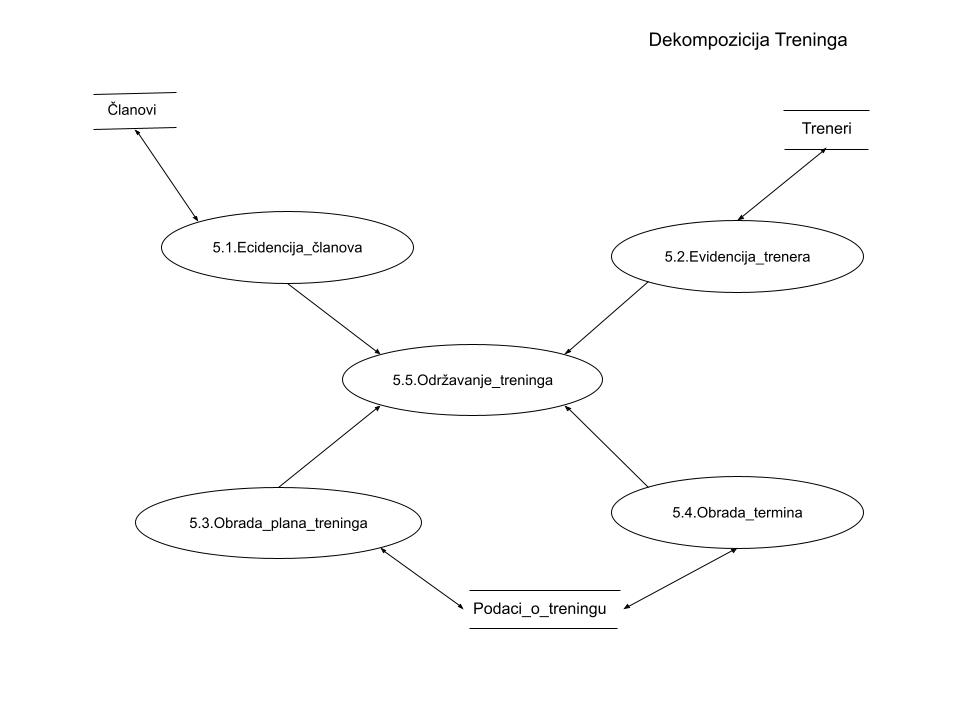 Dekompozicija Treninga
Članovi
Treneri
5.1.Ecidencija_članova
5.2.Evidencija_trenera
5.5.Održavanje_treninga
5.3.Obrada_plana_treninga
5.4.Obrada_termina
Podaci_o_treningu